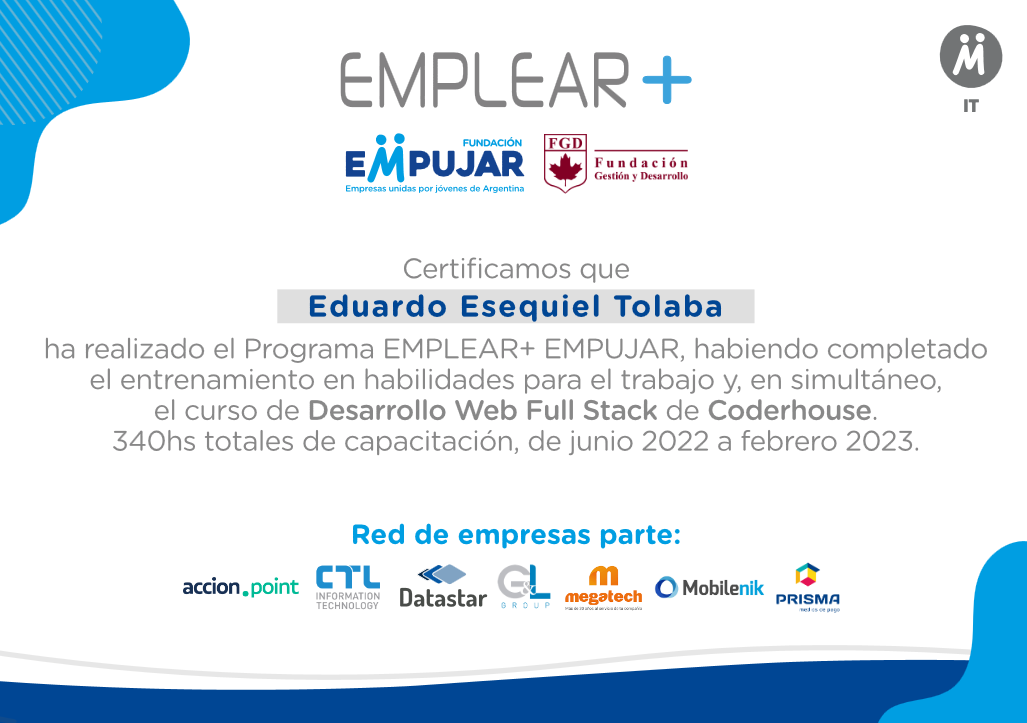 EMPLEAR+
IT
FUNDACIÓN
EMPUJAR
Empresas unidas por jóvenes de Argentina
FGD
Fundación
Gestión y Desarrollo
Certificamos que
Eduardo Esequiel Tolaba
ha realizado el Programa EMPLEAR+ EMPUJAR, habiendo completado
el entrenamiento en habilidades para el trabajo y, en simultáneo,
el curso de Desarrollo Web Full Stack de Coderhouse.
340hs totales de capacitación, de junio 2022 a febrero 2023.
Red de empresas parte:
accion.point
CTL
INFORMATION
TECHNOLOGY
Datastar
G&L
GROUP
megatech
Mobilenik
PRISMA
medios de pago